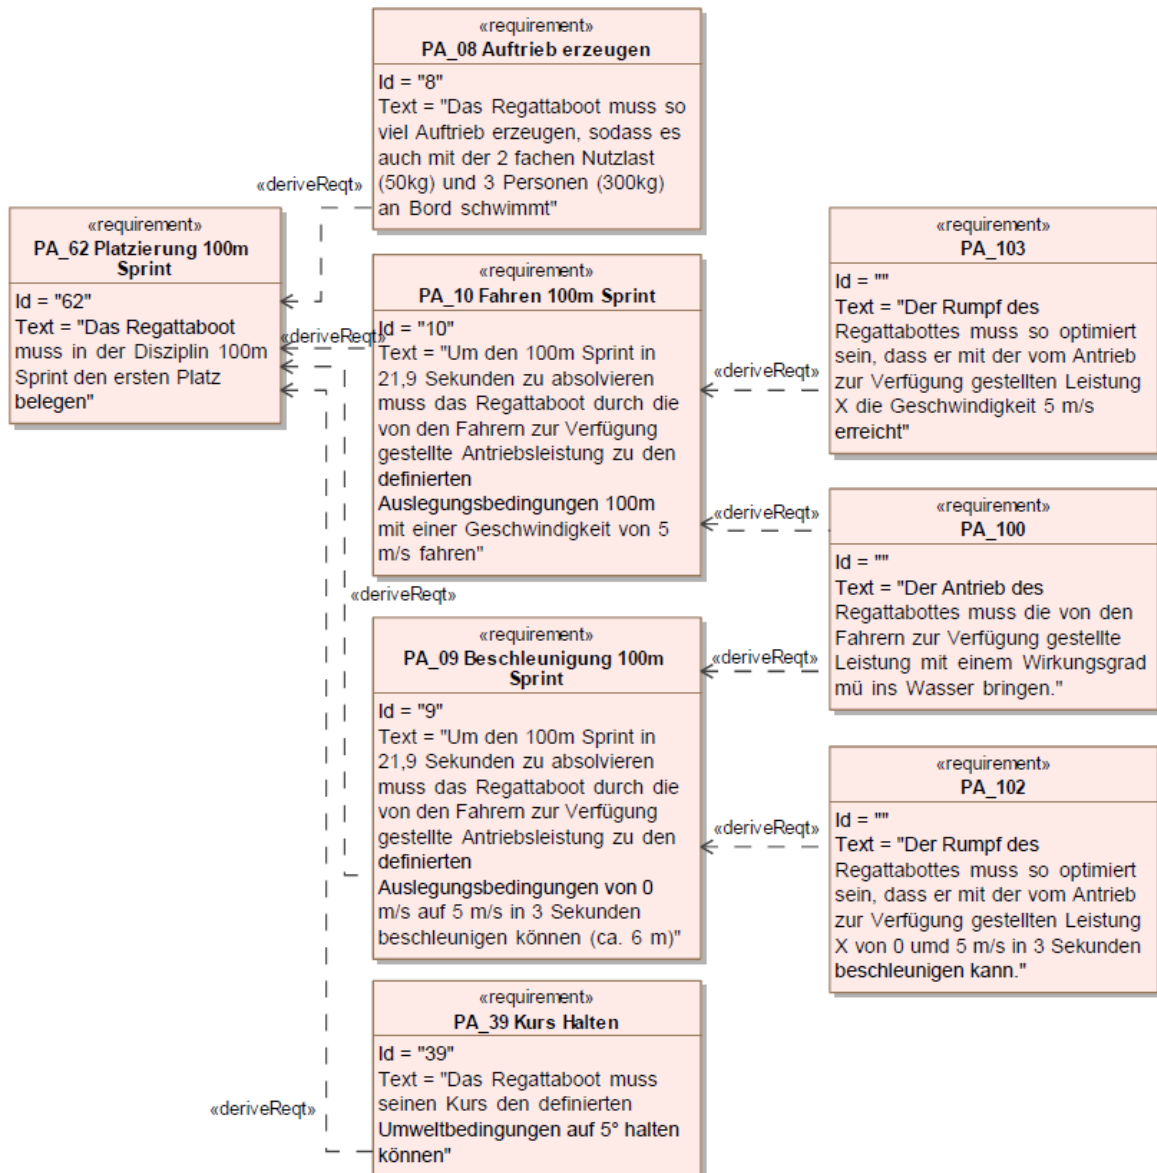 «requirement»
PA_08 Auftrieb erzeugen
Id = "8"
Text = "Das Regattaboot muss so
viel Auftrieb erzeugen, sodass es
auch mit der 2 fachen Nutzlast
(50kg) und 3 Personen (300kg)
an Bord schwimmt"
«deriveReqt»
«requirement»
PA_62 Platzierung 100m
Sprint
Id = "62"
Text = "Das Regattaboot
muss in der Disziplin 100m
Sprint den ersten Platz
belegen"
«deriveReqt»
«requirement»
PA_10 Fahren 100m Sprint
Id = "10"
Text = "Um den 100m Sprint in
21,9 Sekunden zu absolvieren
muss das Regattaboot durch die
von den Fahrern zur Verfügung
gestellte Antriebsleistung zu den
definierten
Auslegungsbedingungen 100m
mit einer Geschwindigkeit von 5
m/s fahren"
«deriveReqt»
«requirement»
PA_103
Id = ""
Text = "Der Rumpf des
Regattabottes muss so optimiert
sein, dass er mit der vom Antrieb
zur Verfügung gestellten Leistung
X die Geschwindigkeit 5 m/s
erreicht"
«deriveReqt»
«requirement»
PA_100
Id = ""
Text = "Der Antrieb des
Regattabottes muss die von den
Fahrern zur Verfügung gestellte
Leistung mit einem Wirkungsgrad
mü ins Wasser bringen."
«deriveReqt»
«requirement»
PA_09 Beschleunigung 100m
Sprint
Id = "9"
Text = "Um den 100m Sprint in
21,9 Sekunden zu absolvieren
muss das Regattaboot durch die
von den Fahrern zur Verfügung
gestellte Antriebsleistung zu den
definierten
Auslegungsbedingungen von 0
m/s auf 5 m/s in 3 Sekunden
beschleunigen können (ca. 6 m)"
«deriveReqt»
«deriveReqt»
«requirement»
PA_102
Id = ""
Text = "Der Rumpf des
Regattabottes muss so optimiert
sein, dass er mit der vom Antrieb
zur Verfügung gestellten Leistung
X von 0 umd 5 m/s in 3 Sekunden
beschleunigen kann."
«requirement»
PA_39 Kurs Halten
Id = "39"
Text = "Das Regattaboot muss
seinen Kurs den definierten
Umweltbedingungen auf 5° halten
können"
«deriveReqt»